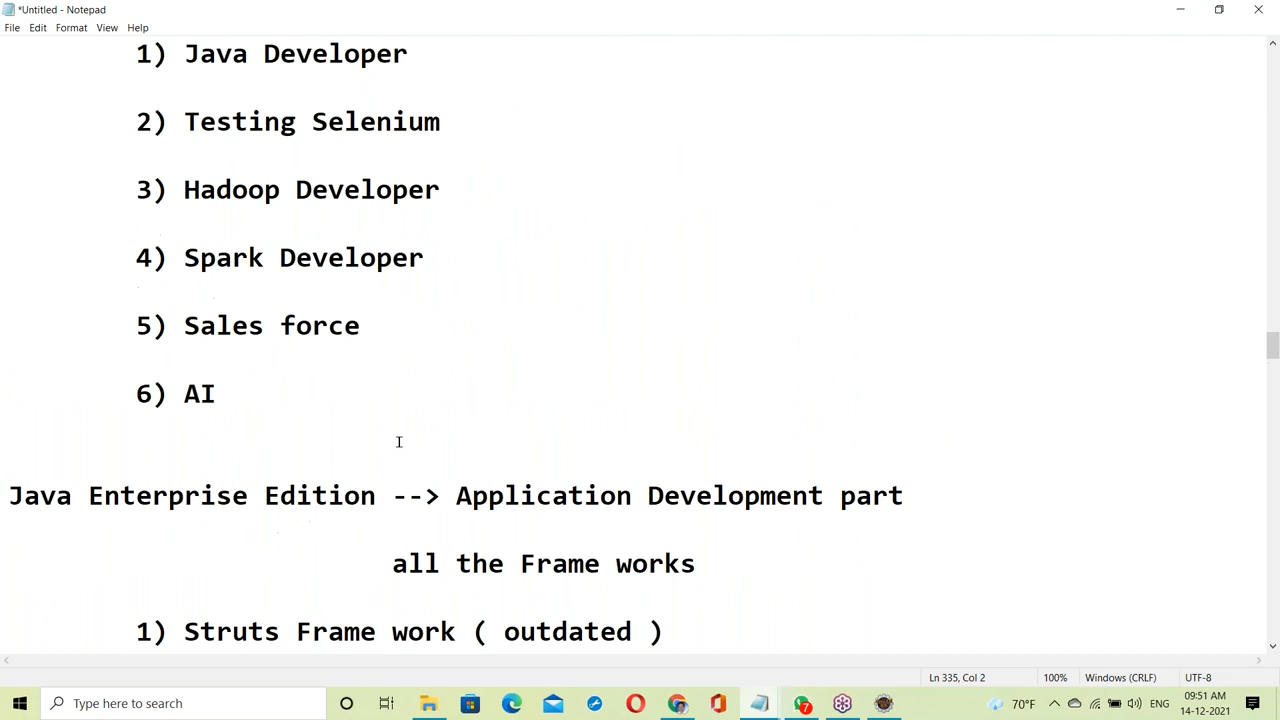 *Untitled - Notepad
File Edit Format View Help
1) Java Developer
2) Testing Selenium
3) Hadoop Developer
4) Spark Developer
5) Sales force
6) AI
Java Enterprise Edition --> Application Development part
all the Frame works
1) Struts Frame work ( outdated )
Ln 335, Col 2 100% Windows (CRLF) UTF-8
Type here to search 7 70°F ENG 09:51 AM
14-12-2021